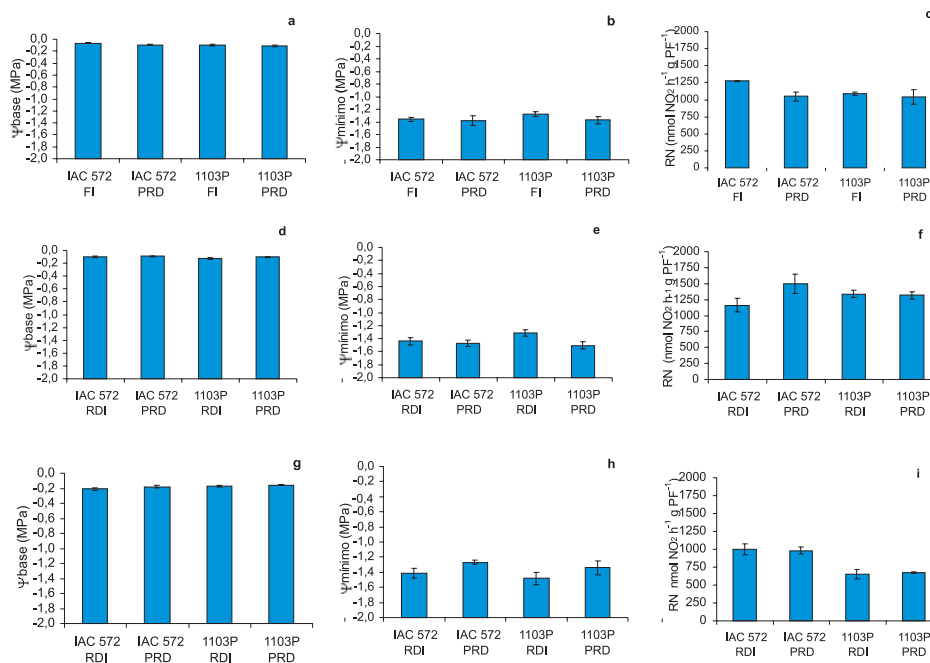 a
Ψbase (MPa)
0,0
-0,2
-0,4
-0,6
-0,8
-1,0
-1,2
-1,4
-1,6
-1,8
-2,0
IAC 572 IAC 572 1103P 1103P
FI PRD FI PRD
b
Ψmínimo (MPa)
0,0
-0,2
-0,4
-0,6
-0,8
-1,0
-1,2
-1,4
-1,6
-1,8
-2,0
IAC 572 IAC 572 1103P 1103P
FI PRD FI PRD
c
RN (nmol NO2 h-1 g PF-1)
2000
1750
1500
1250
1000
750
500
250
0
IAC 572 IAC 572 1103P 1103P
FI PRD FI PRD
d
Ψbase (MPa)
0,0
-0,2
-0,4
-0,6
-0,8
-1,0
-1,2
-1,4
-1,6
-1,8
-2,0
IAC 572 IAC 572 1103P 1103P
RDI PRD RDI PRD
e
Ψmínimo (MPa)
0,0
-0,2
-0,4
-0,6
-0,8
-1,0
-1,2
-1,4
-1,6
-1,8
-2,0
IAC 572 IAC 572 1103P 1103P
RDI PRD RDI PRD
f
RN (nmol NO2 h-1 g PF-1)
2000
1750
1500
1250
1000
750
500
250
0
IAC 572 IAC 572 1103P 1103P
RDI PRD RDI PRD
g
Ψbase (MPa)
0,0
-0,2
-0,4
-0,6
-0,8
-1,0
-1,2
-1,4
-1,6
-1,8
-2,0
IAC 572 IAC 572 1103P 1103P
RDI PRD RDI PRD
h
Ψmínimo (MPa)
0,0
-0,2
-0,4
-0,6
-0,8
-1,0
-1,2
-1,4
-1,6
-1,8
-2,0
IAC 572 IAC 572 1103P 1103P
RDI PRD RDI PRD
i
RN nmol NO2 h-1 g PF-1)
2000
1750
1500
1250
1000
750
500
250
0
IAC 572 IAC 572 1103P 1103P
RDI PRD RDI PRD